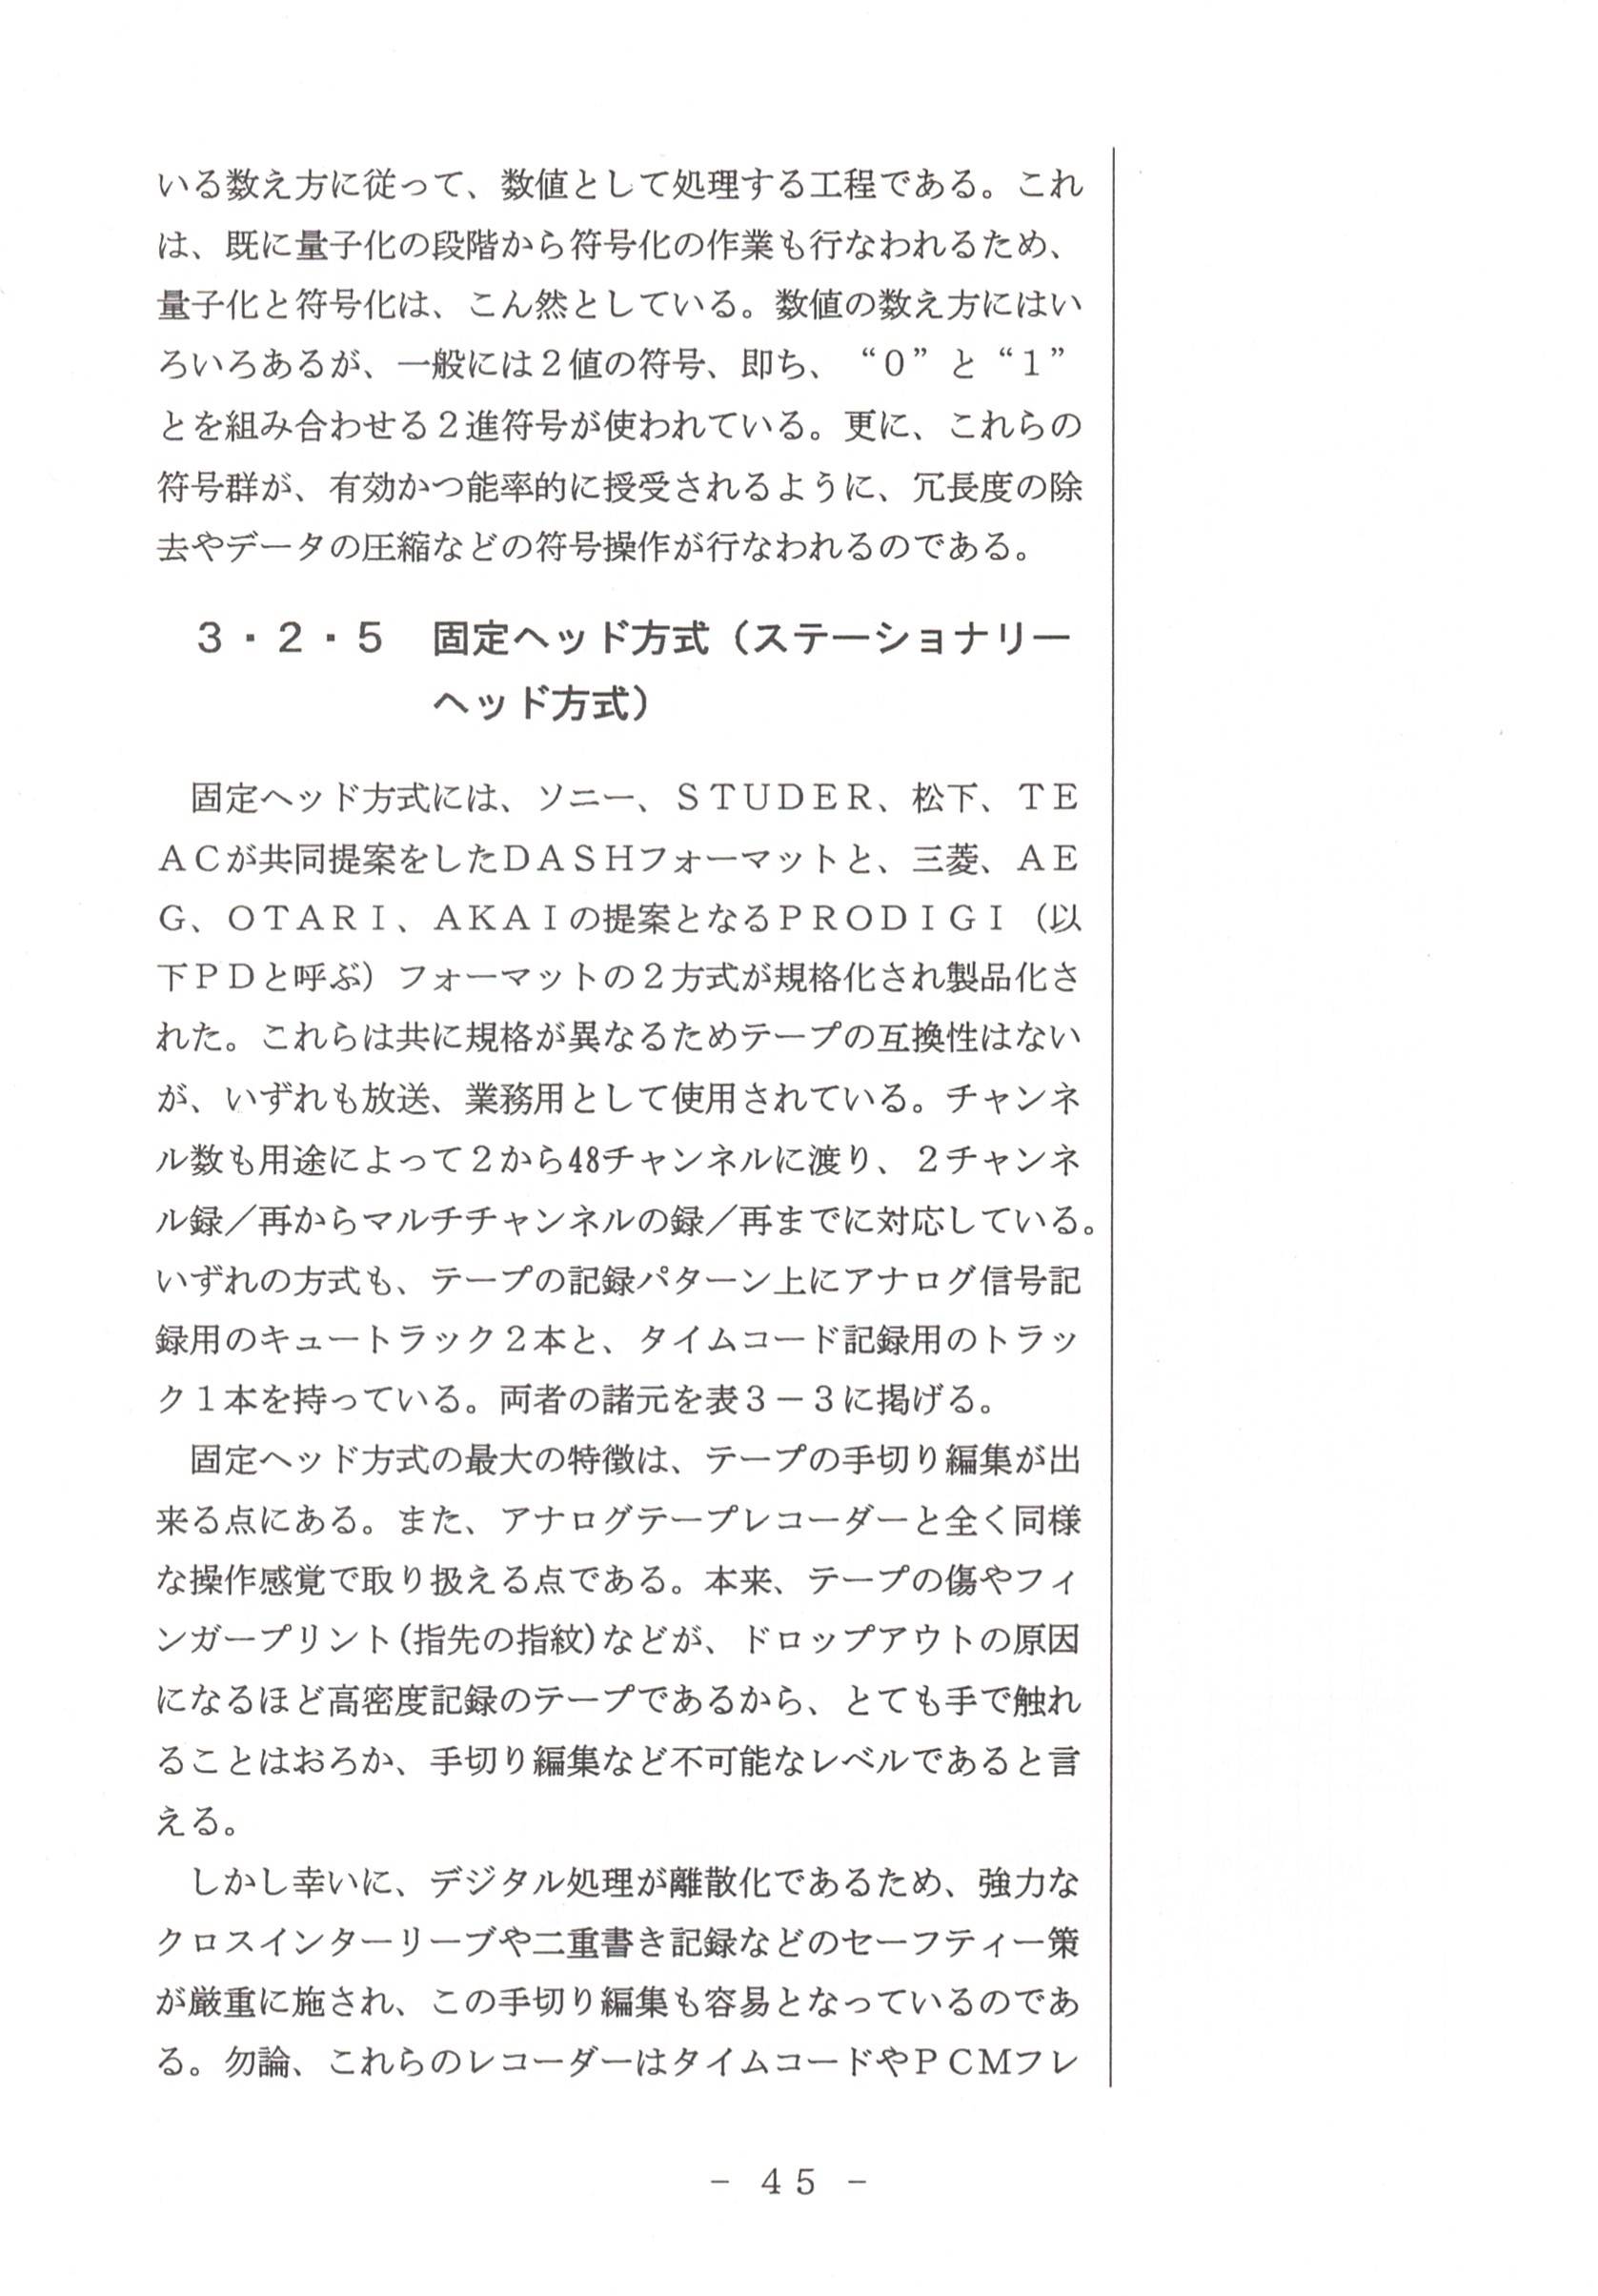 いる数え方に従って、数値として処理する工程である。これ
は、既に量子化の段階から符号化の作業も行なわれるため、
量子化と符号化は、こん然としている。数値の数え方にはい
ろいろあるが、一般には２値の符号、即ち、“０”と“１”
とを組み合わせる２進符号が使われている。更に、これらの
符号群が、有効かつ能率的に授受されるように、冗長度の除
去やデータの圧縮などの符号操作が行なわれるのである。
３・２・５　固定ヘッド方式（ステーショナリー
ヘッド方式）
固定ヘッド方式には、ソニー、ＳＴＵＤＥＲ、松下、ＴＥ
ＡＣが共同提案をしたＤＡＳＨフォーマットと、三菱、ＡＥ
Ｇ、ＯＴＡＲＩ、ＡＫＡＩの提案となるＰＲＯＤＩＧＩ（以
下ＰＤと呼ぶ）フォーマットの２方式が規格化され製品化さ
れた。これらは共に規格が異なるためテープの互換性はない
が、いずれも放送、業務用として使用されている。チャンネ
ル数も用途によって２から48チャンネルに渡り、２チャンネ
ル録／再からマルチチャンネルの録／再までに対応している。
いずれの方式も、テープの記録パターン上にアナログ信号記
録用のキュートラック２本と、タイムコード記録用のトラッ
ク１本を持っている。両者の諸元を表３－３に掲げる。
固定ヘッド方式の最大の特徴は、テープの手切り編集が出
来る点にある。また、アナログテープレコーダーと全く同様
な操作感覚で取り扱える点である。本来、テープの傷やフィ
ンガープリント(指先の指紋)などが、ドロップアウトの原因
になるほど高密度記録のテープであるから、とても手で触れ
ることはおろか、手切り編集など不可能なレベルであると言
える。
しかし幸いに、デジタル処理が離散化であるため、強力な
クロスインターリーブや二重書き記録などのセーフティー策
が厳重に施され、この手切り編集も容易となっているのであ
る。勿論、これらのレコーダーはタイムコードやＰＣＭフレ
－ 45 －